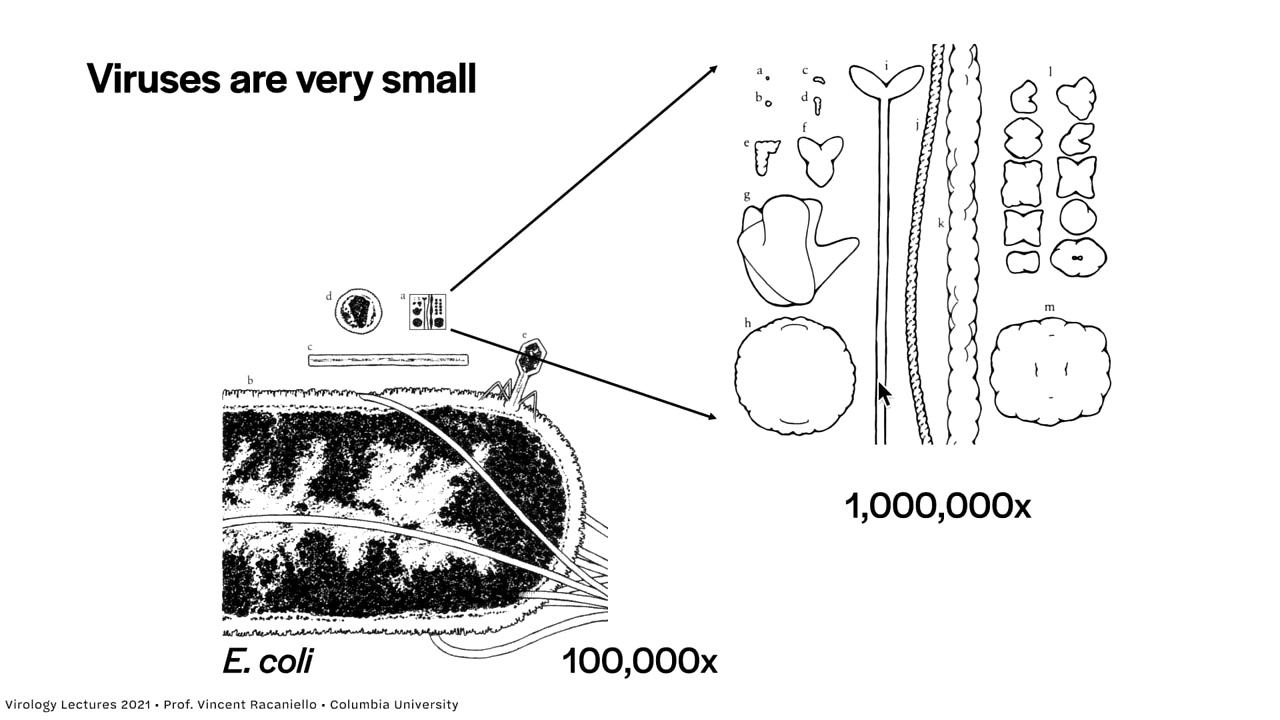 Viruses are very small
a
c
i
l
b
d
j
f
e
g
k
h
m
d
a
e
c
b
1,000,000x
E. coli
100,000x
Virology Lectures 2021 • Prof. Vincent Racaniello • Columbia University